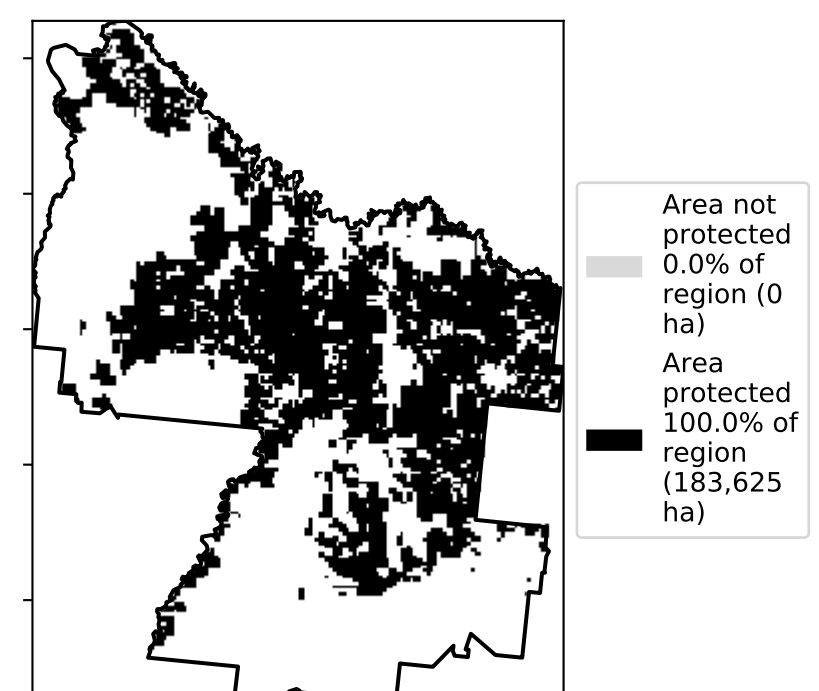 Area not
protected
0.0% of
region (0
ha)
Area
protected
100.0% of
region
(183,625
ha)